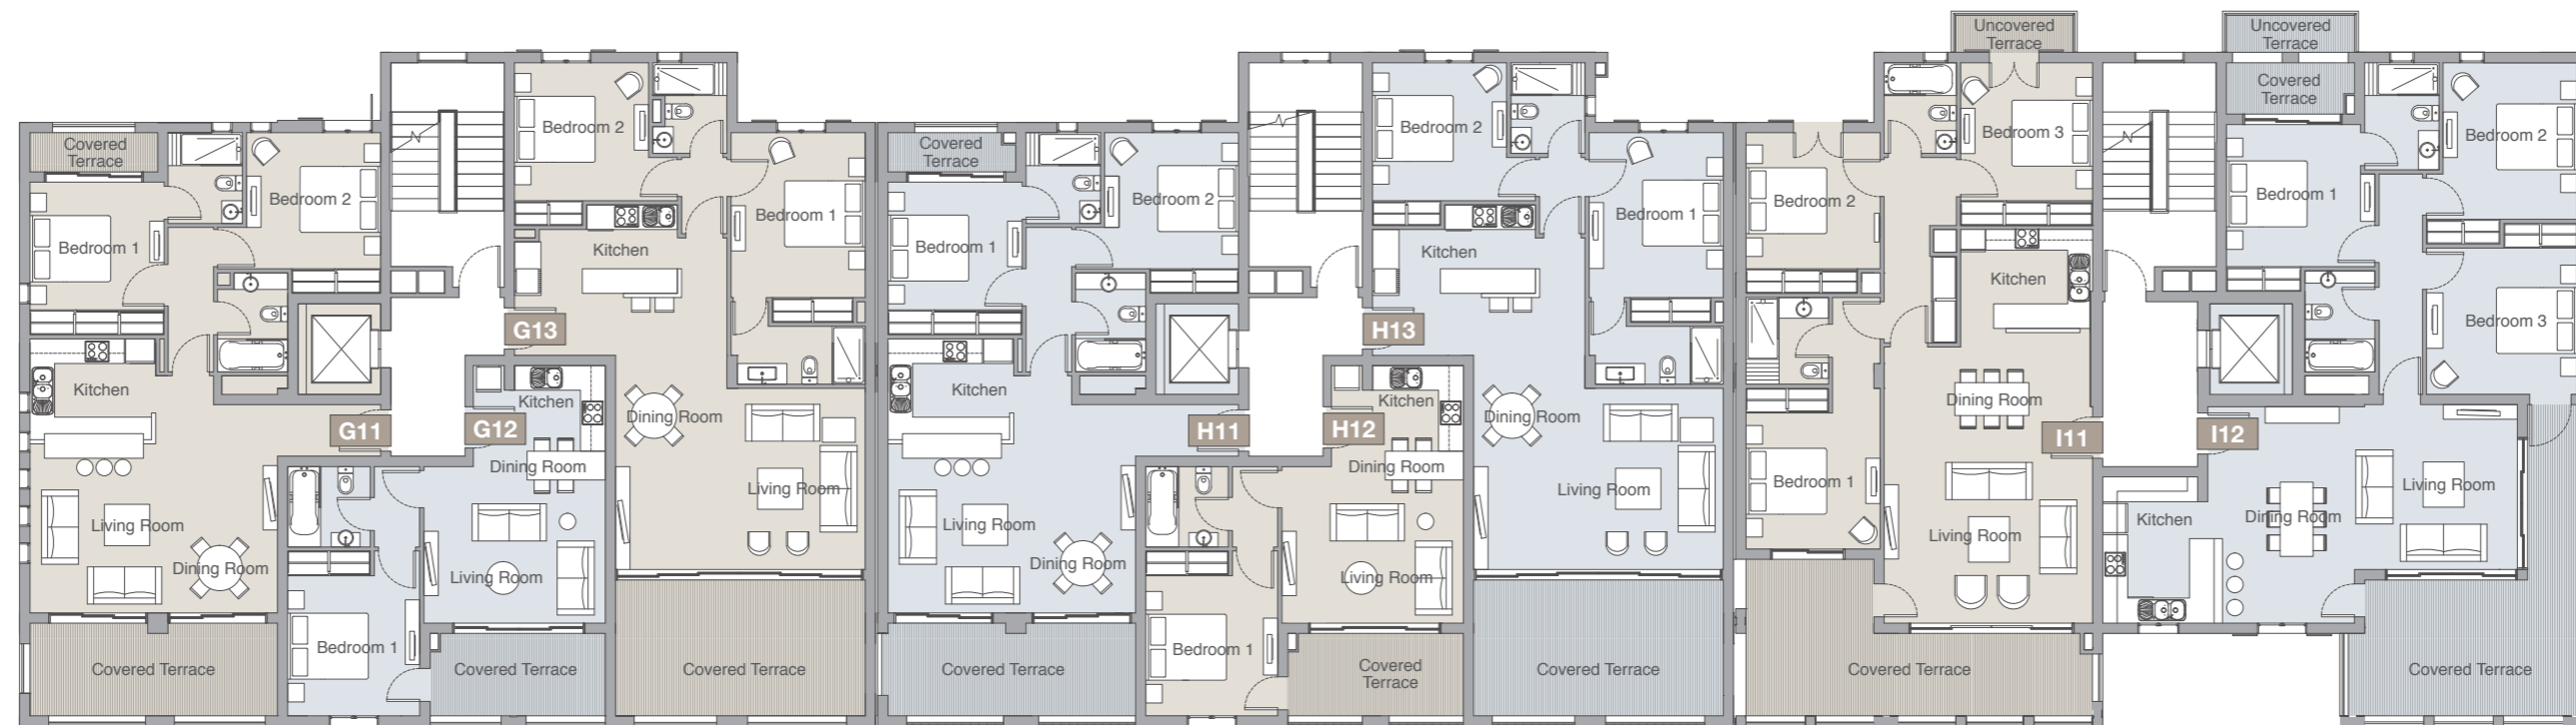 Uncovered
Terrace
Uncovered
Terrace
Covered
Terrace
Bedroom 2
Bedroom 2
Bedroom 3
Bedroom 2
Covered
Terrace
Covered
Terrace
Bedroom 2
Bedroom 1
Bedroom 2
Bedroom 1
Bedroom 2
Bedroom 1
Bedroom 1
Kitchen
Bedroom 1
Kitchen
Kitchen
Bedroom 3
G13
H13
Kitchen
Dining Room
Kitchen
Dining Room
Dining Room
G11
G12
Kitchen
H11
H12
Kitchen
I11
I12
Dining Room
Living Room
Dining Room
Living Room
Bedroom 1
Living Room
Living Room
Living Room
Kitchen
Dining Room
Living Room
Dining Room
Living Room
Dining Room
Living Room
Covered Terrace
Bedroom 1
Covered Terrace
Covered Terrace
Covered Terrace
Bedroom 1
Covered
Terrace
Covered Terrace
Covered Terrace
Covered Terrace